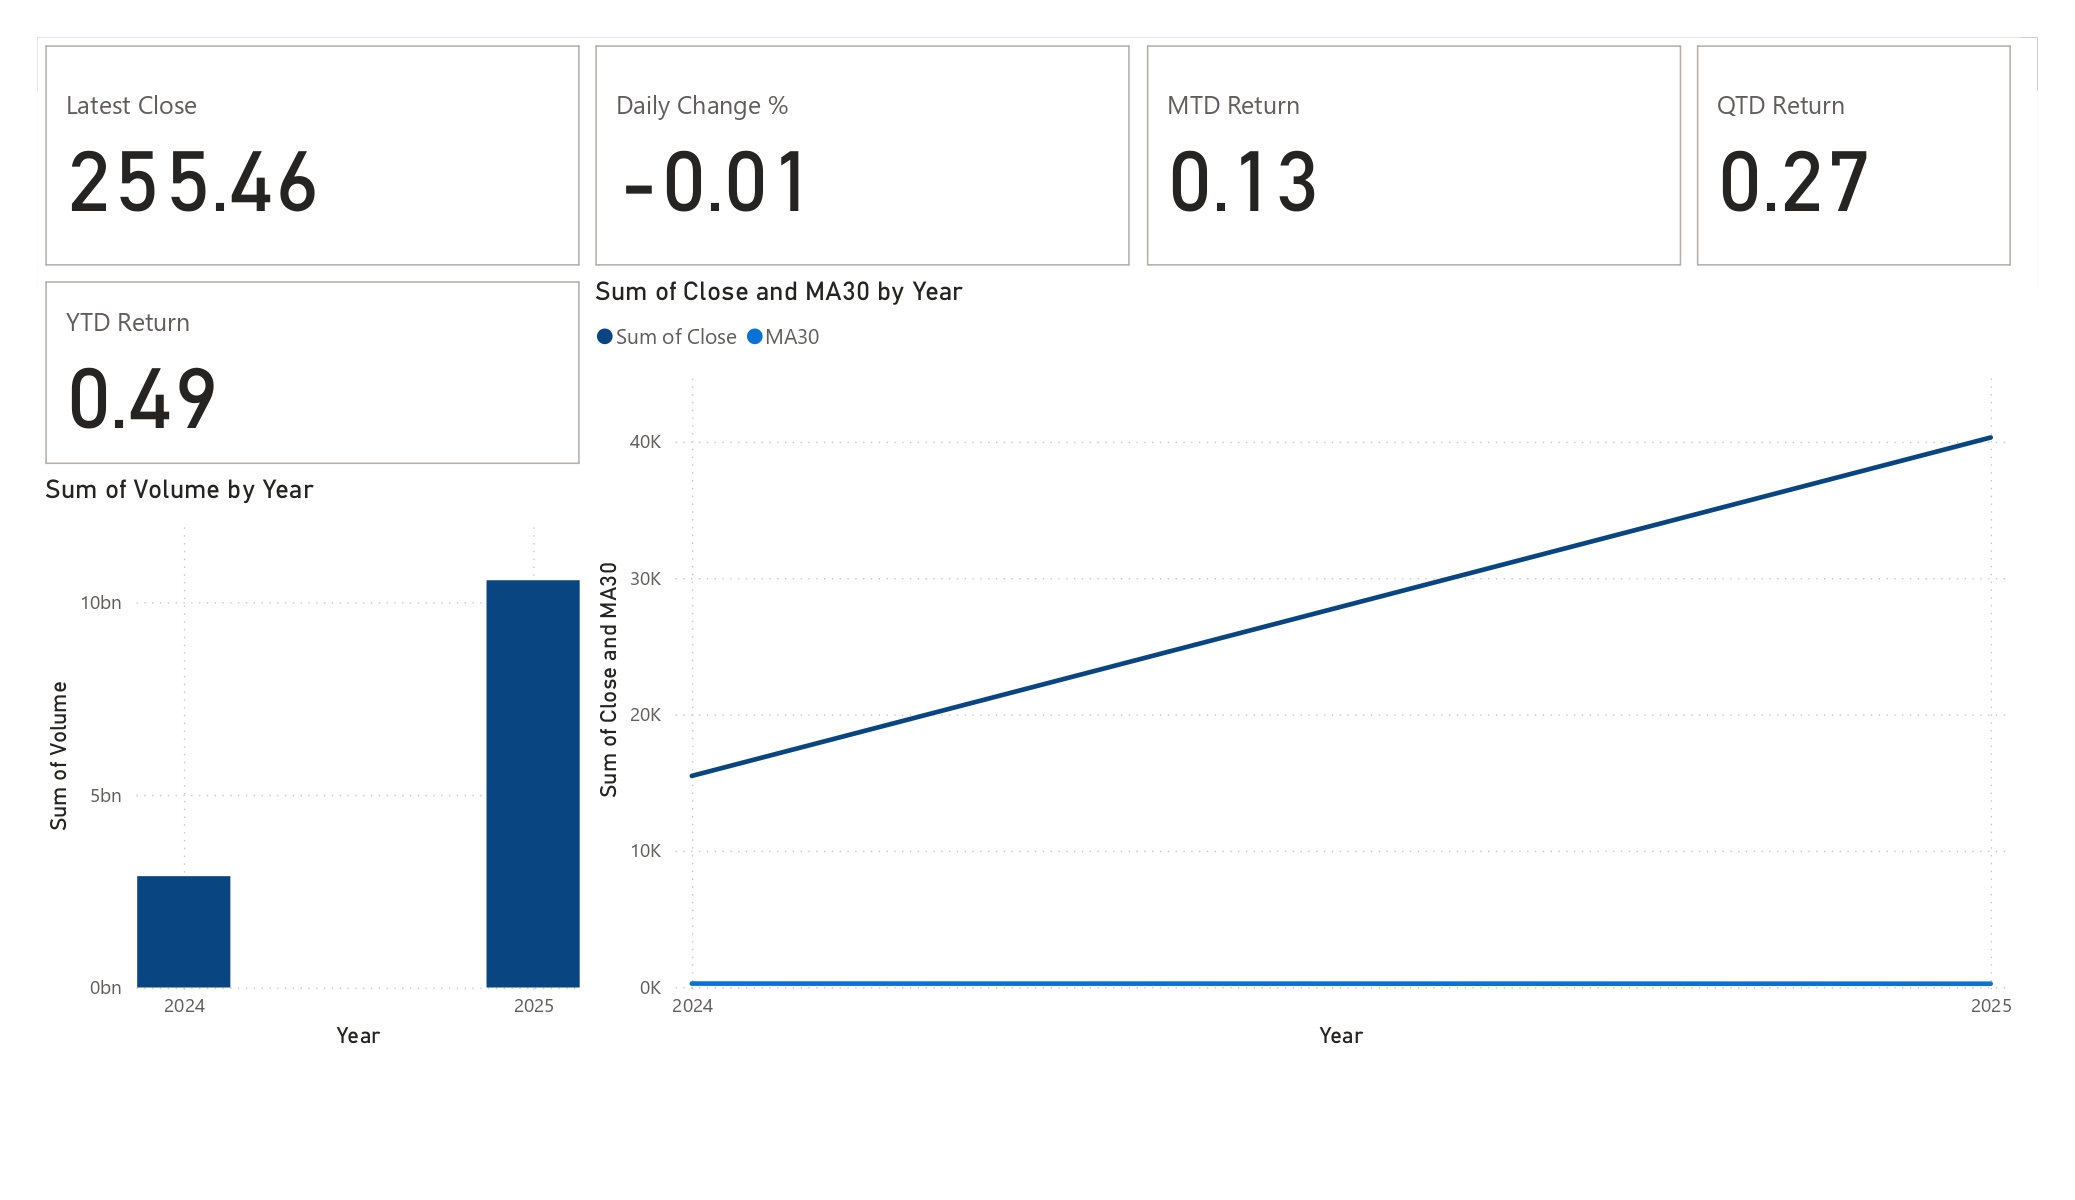 Latest Close
255.46
Daily Change %
-0.01
MTD Return
0.13
QTD Return
0.27
YTD Return
0.49
Sum of Close and MA30 by Year
Sum of Close MA30
Sum of Close and MA30
40K
30K
20K
10K
0K
2024 2025
Year
Sum of Volume by Year
Sum of Volume
10bn
5bn
0bn
2024 2025
Year